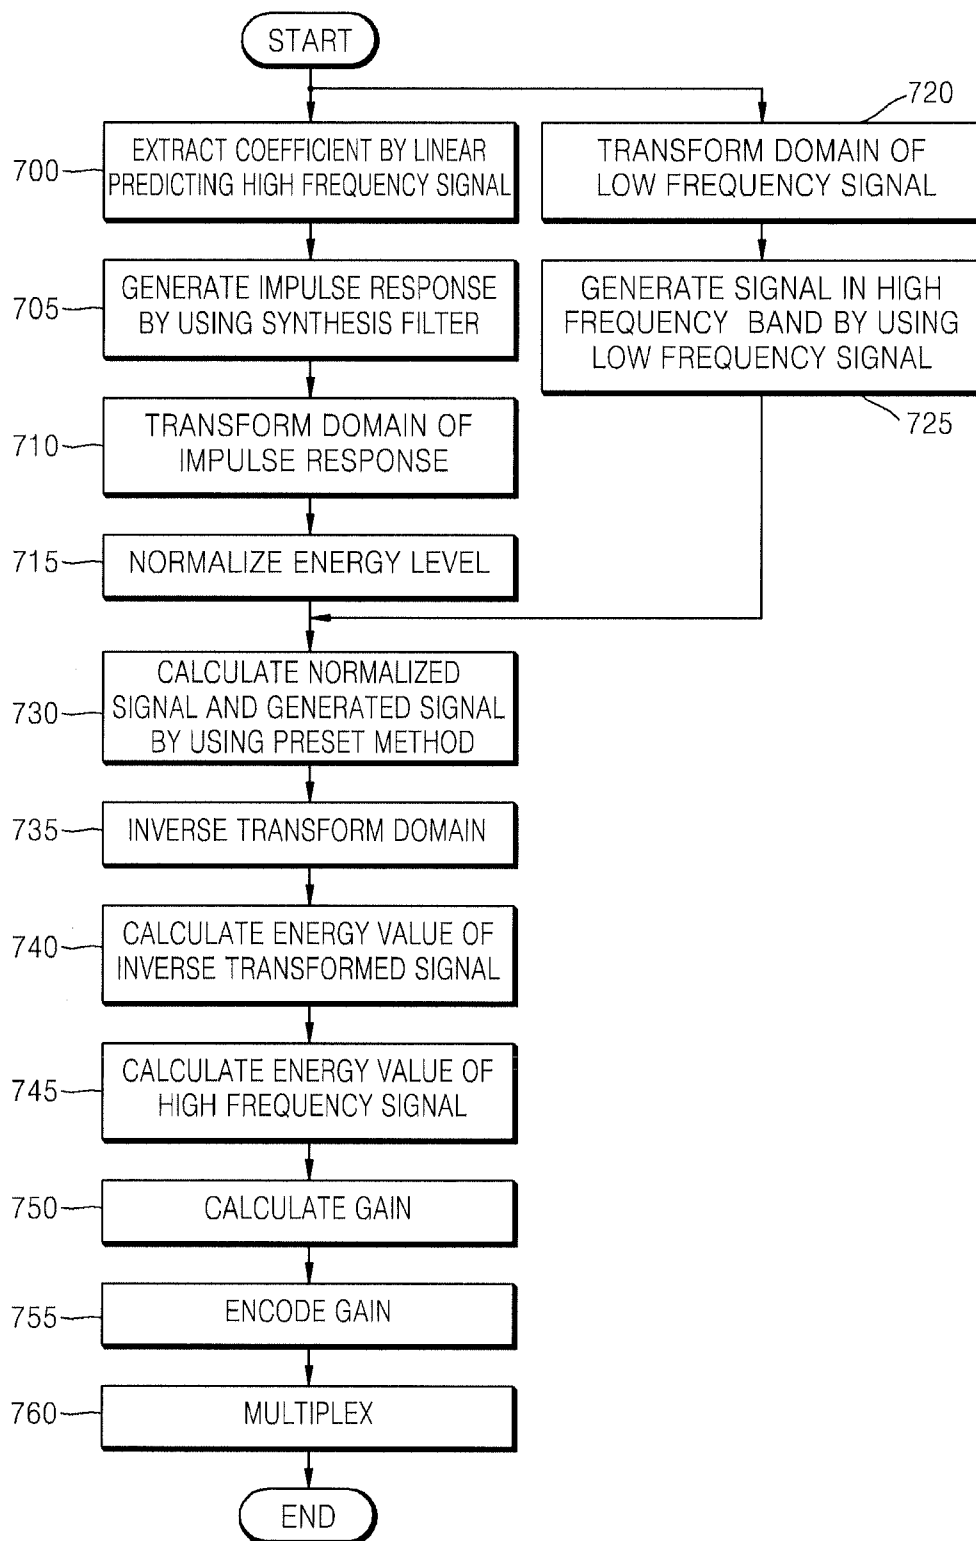 START
700
EXTRACT COEFFICIENT BY LINEAR
PREDICTING HIGH FREQUENCY SIGNAL
720
TRANSFORM DOMAIN OF
LOW FREQUENCY SIGNAL
705
GENERATE IMPULSE RESPONSE
BY USING SYNTHESIS FILTER
GENERATE SIGNAL IN HIGH
FREQUENCY BAND BY USING
LOW FREQUENCY SIGNAL
725
710
TRANSFORM DOMAIN OF
IMPULSE RESPONSE
715
NORMALIZE ENERGY LEVEL
730
CALCULATE NORMALIZED
SIGNAL AND GENERATED SIGNAL
BY USING PRESET METHOD
735
INVERSE TRANSFORM DOMAIN
740
CALCULATE ENERGY VALUE OF
INVERSE TRANSFORMED SIGNAL
745
CALCULATE ENERGY VALUE OF
HIGH FREQUENCY SIGNAL
750
CALCULATE GAIN
755
ENCODE GAIN
760
MULTIPLEX
END